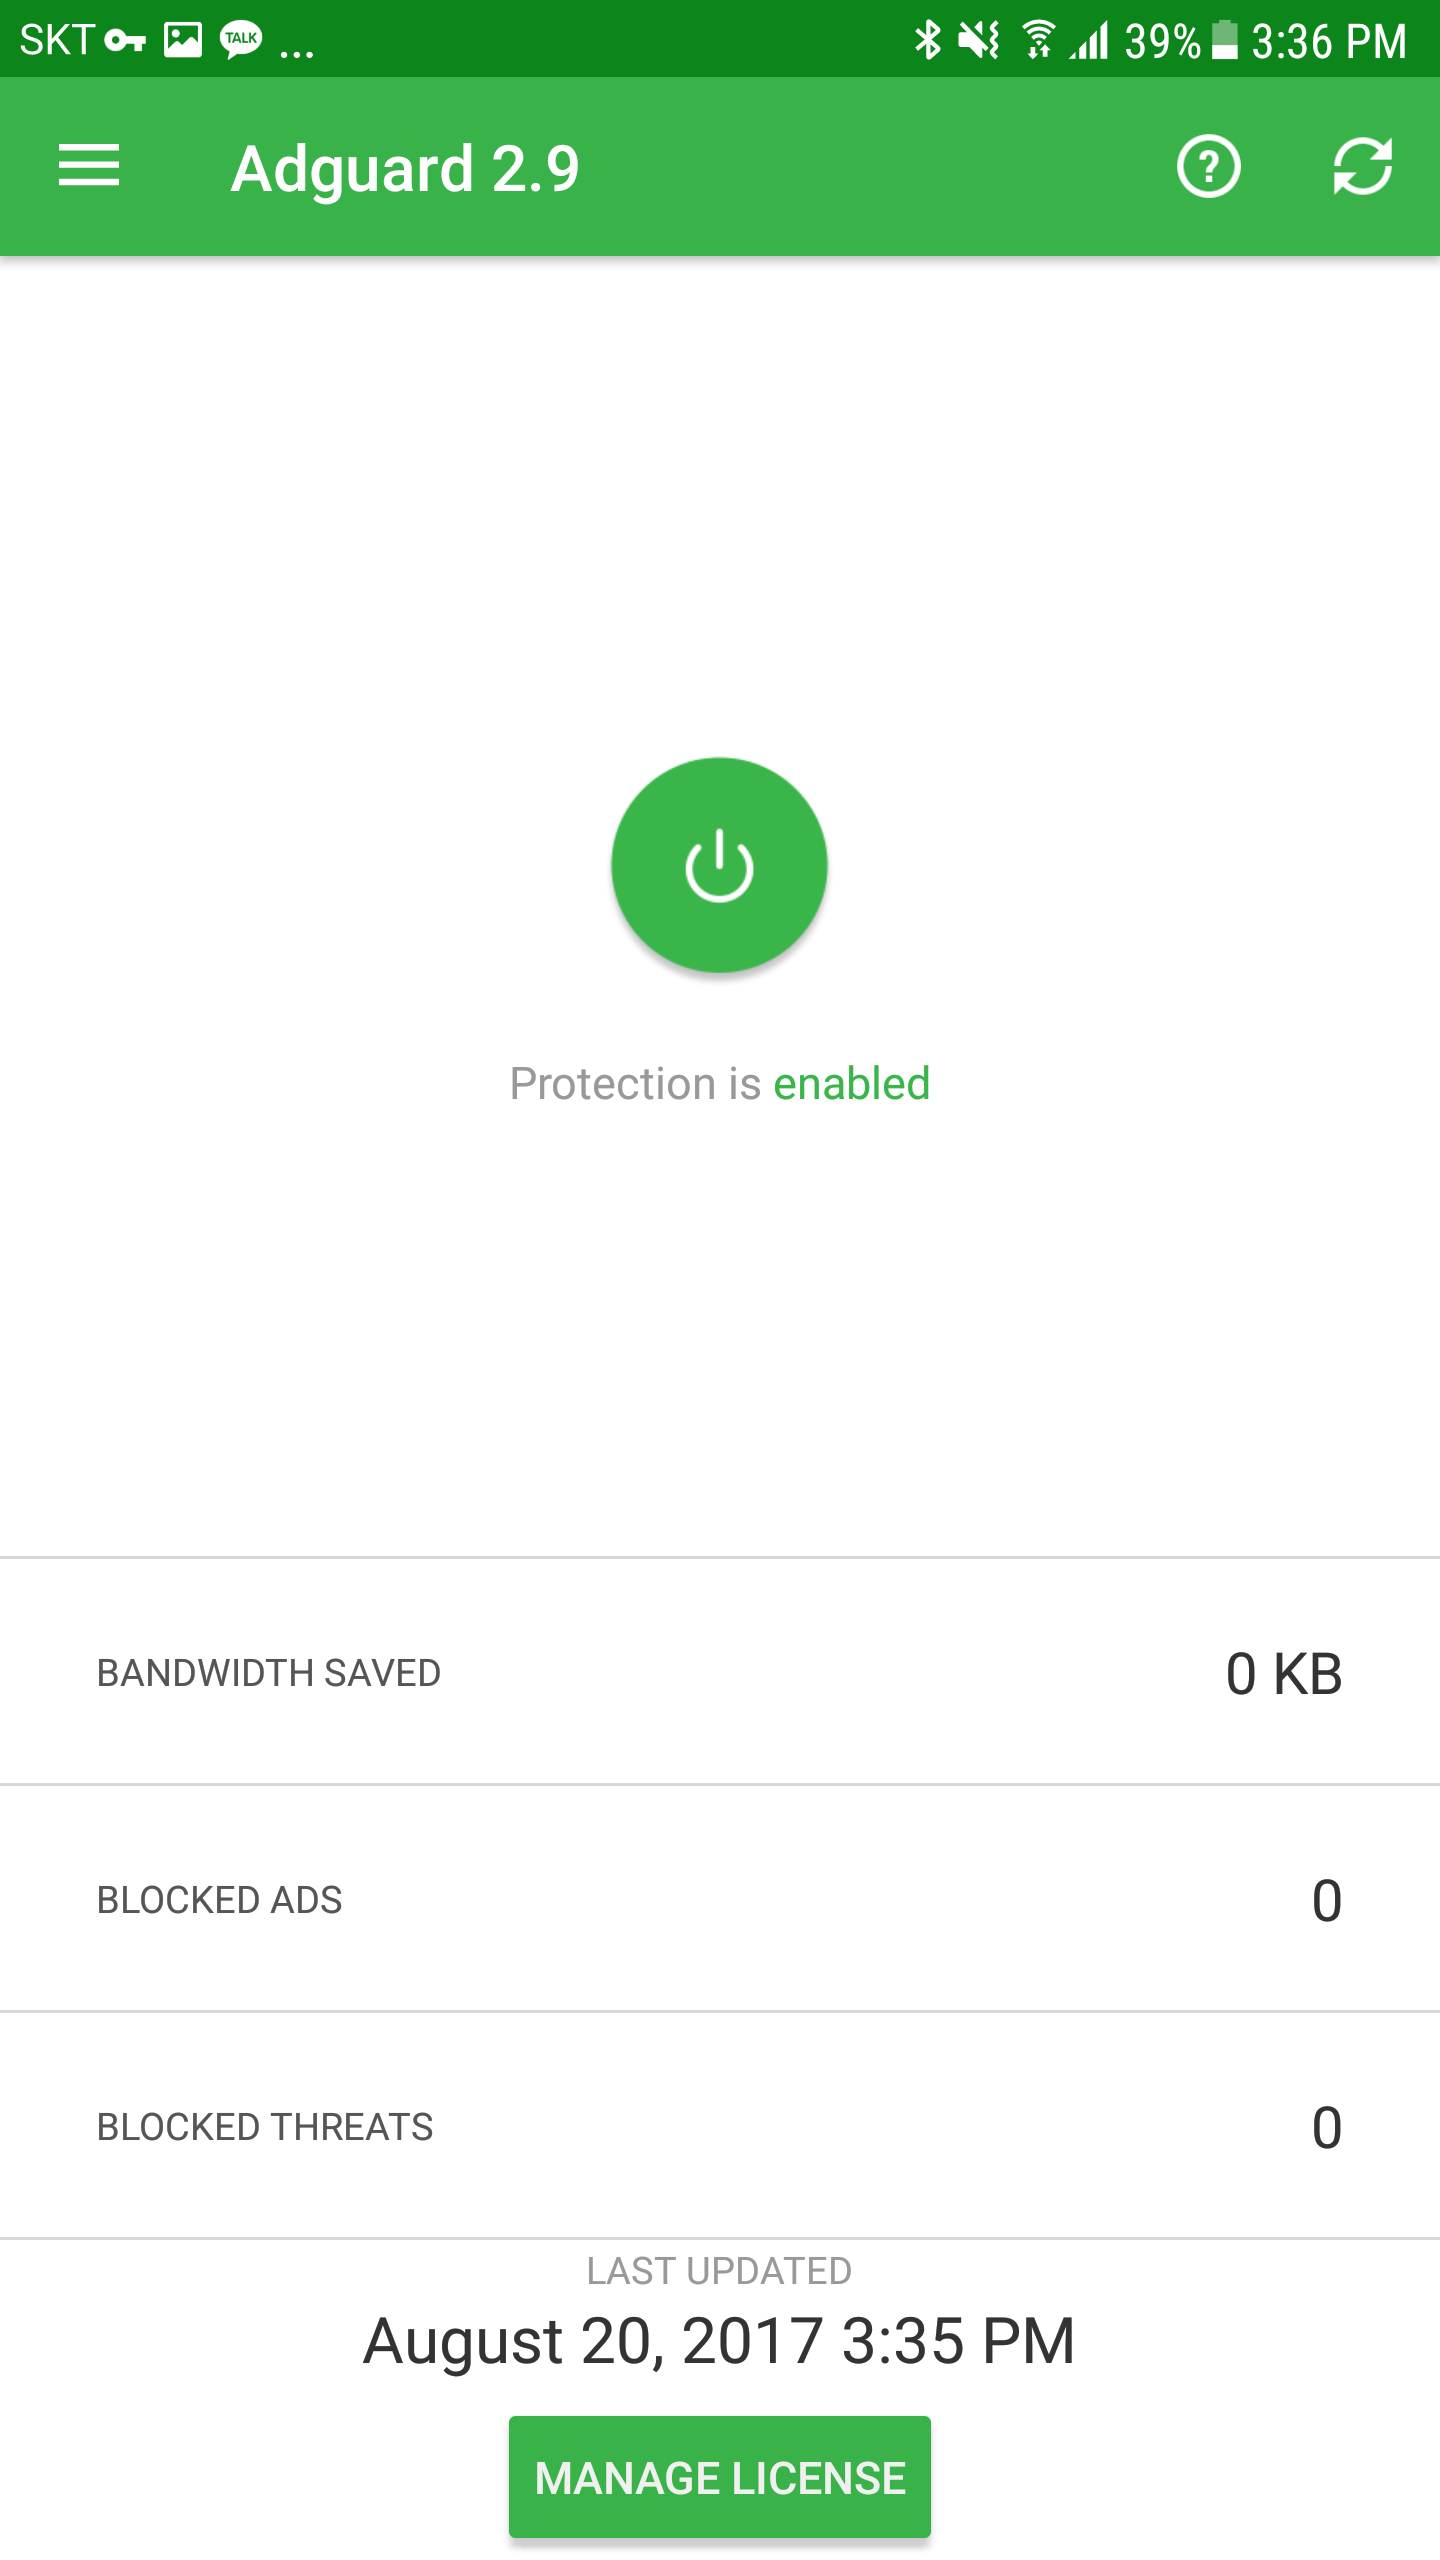 SKT TALK ... 39% 3:36 PM
Adguard 2.9 ?
Protection is enabled
BANDWIDTH SAVED 0 KB
BLOCKED ADS 0
BLOCKED THREATS 0
LAST UPDATED
August 20, 2017 3:35 PM
MANAGE LICENSE